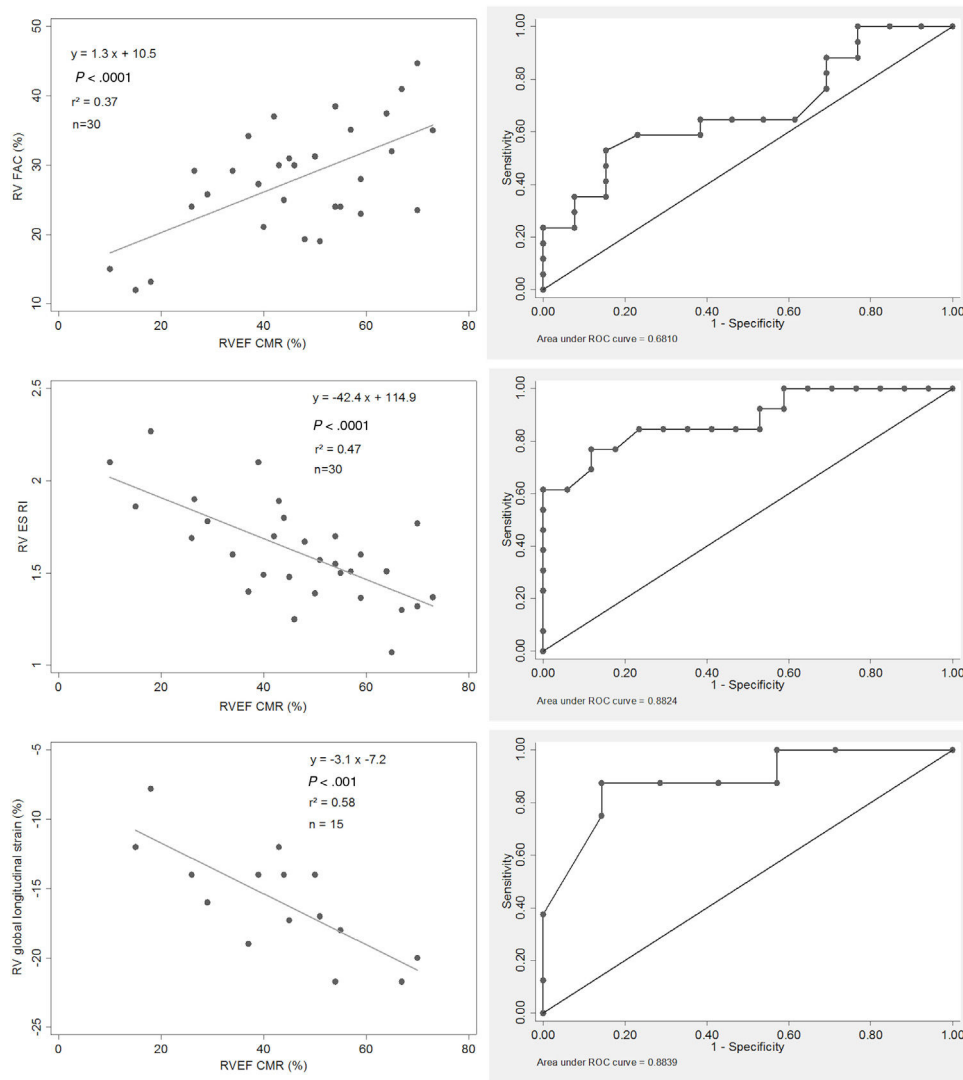 y = 1.3 x + 10.5
P < .0001
r² = 0.37
n=30
RV FAC (%)
50
40
30
20
10
0
20
40
60
80
RVEF CMR (%)
Sensitivity
1.00
0.80
0.60
0.40
0.20
0.00
0.00
0.20
0.40
0.60
0.80
1.00
1 - Specificity
Area under ROC curve = 0.6810
y = -42.4 x + 114.9
P < .0001
r² = 0.47
n=30
RV ES RI
2.5
2
1.5
1
0
20
40
60
80
RVEF CMR (%)
Sensitivity
1.00
0.80
0.60
0.40
0.20
0.00
0.00
0.20
0.40
0.60
0.80
1.00
1 - Specificity
Area under ROC curve = 0.8824
y = -3.1 x -7.2
P < .001
r² = 0.58
n = 15
RV global longitudinal strain (%)
-5
-10
-15
-20
-25
0
20
40
60
80
RVEF CMR (%)
Sensitivity
1.00
0.80
0.60
0.40
0.20
0.00
0.00
0.20
0.40
0.60
0.80
1.00
1 - Specificity
Area under ROC curve = 0.8839